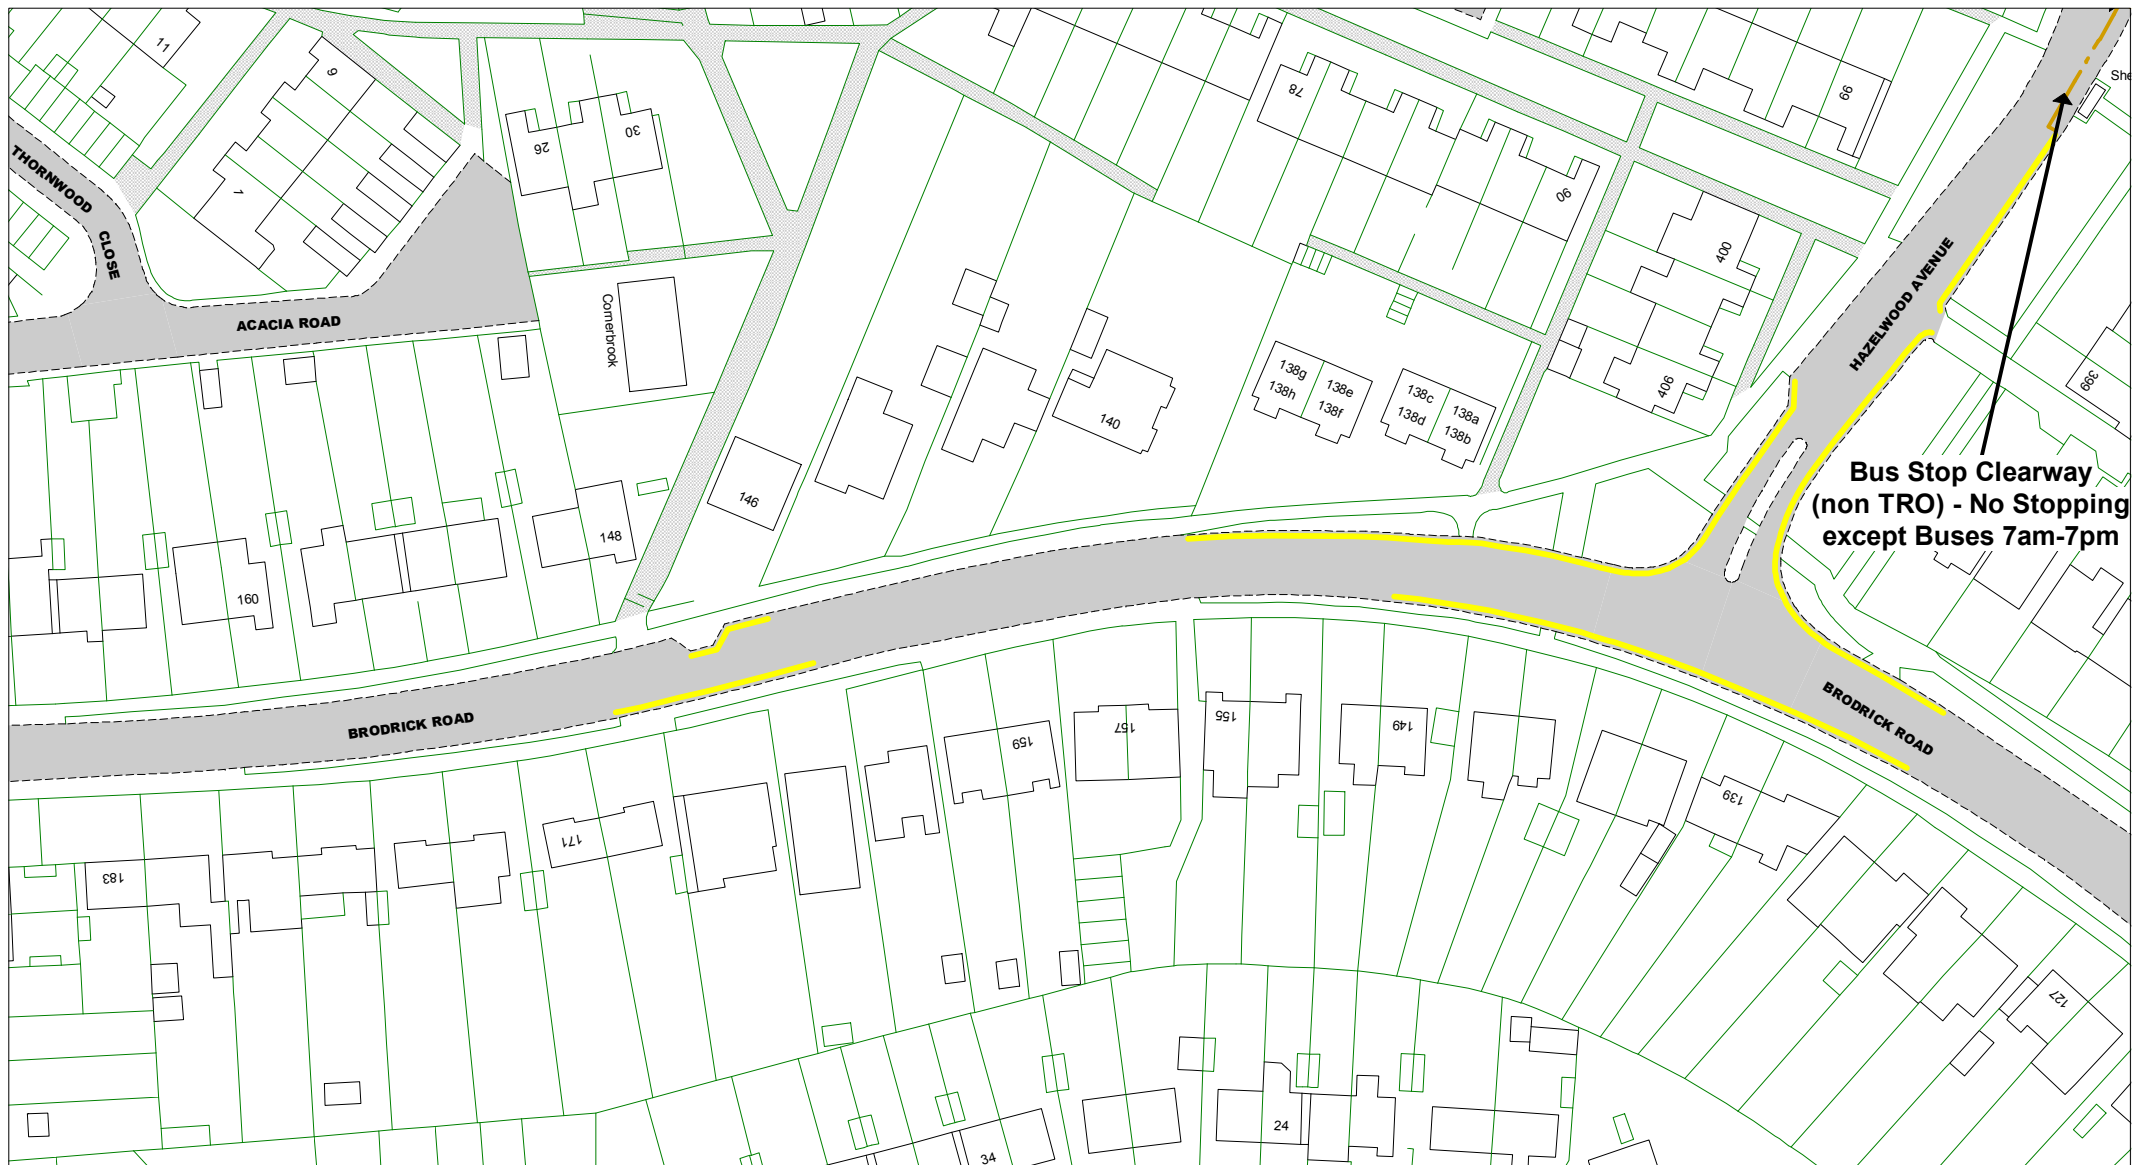 11
9
7
THORNWOOD
CLOSE
ACACIA ROAD
26
30
Cornerbrook
78
90
99
400
406
HAZELWOOD AVENUE
399
138g
138h
138e
138f
138c
138d
138a
138b
140
146
148
160
Bus Stop Clearway
(non TRO) - No Stopping
except Buses 7am-7pm
BRODRICK ROAD
BRODRICK ROAD
183
171
159
157
155
149
139
127
24
34